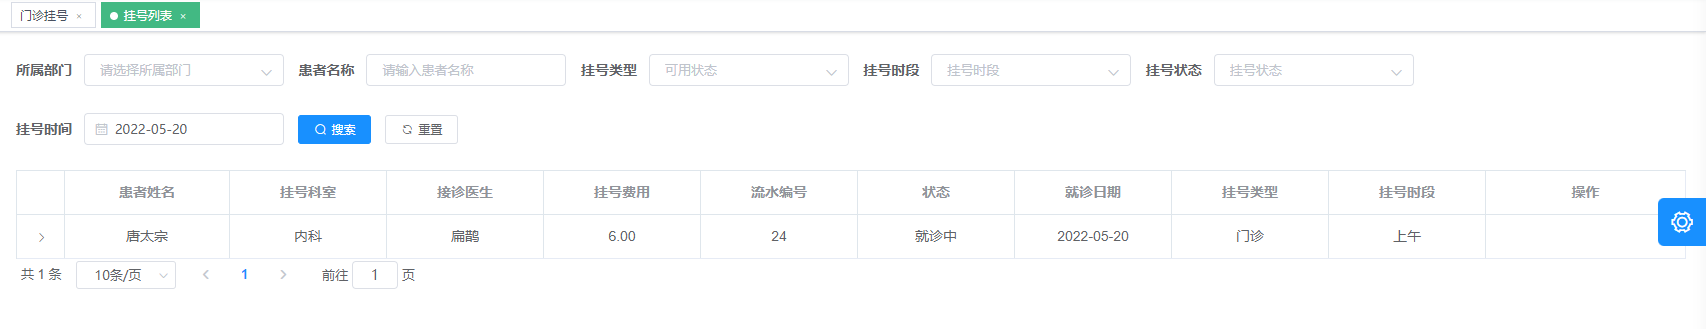 门诊挂号 × 挂号列表 ×
所属部门 请选择所属部门 患者名称 请输入患者名称 挂号类型 可用状态 挂号时段 挂号时段 挂号状态 挂号状态
挂号时间 2022-05-20 搜索 重置
患者姓名 挂号科室 接诊医生 挂号费用 流水编号 状态 就诊日期 挂号类型 挂号时段 操作
唐太宗 内科 扁鹊 6.00 24 就诊中 2022-05-20 门诊 上午
共 1 条 10条/页 1 前往 1 页